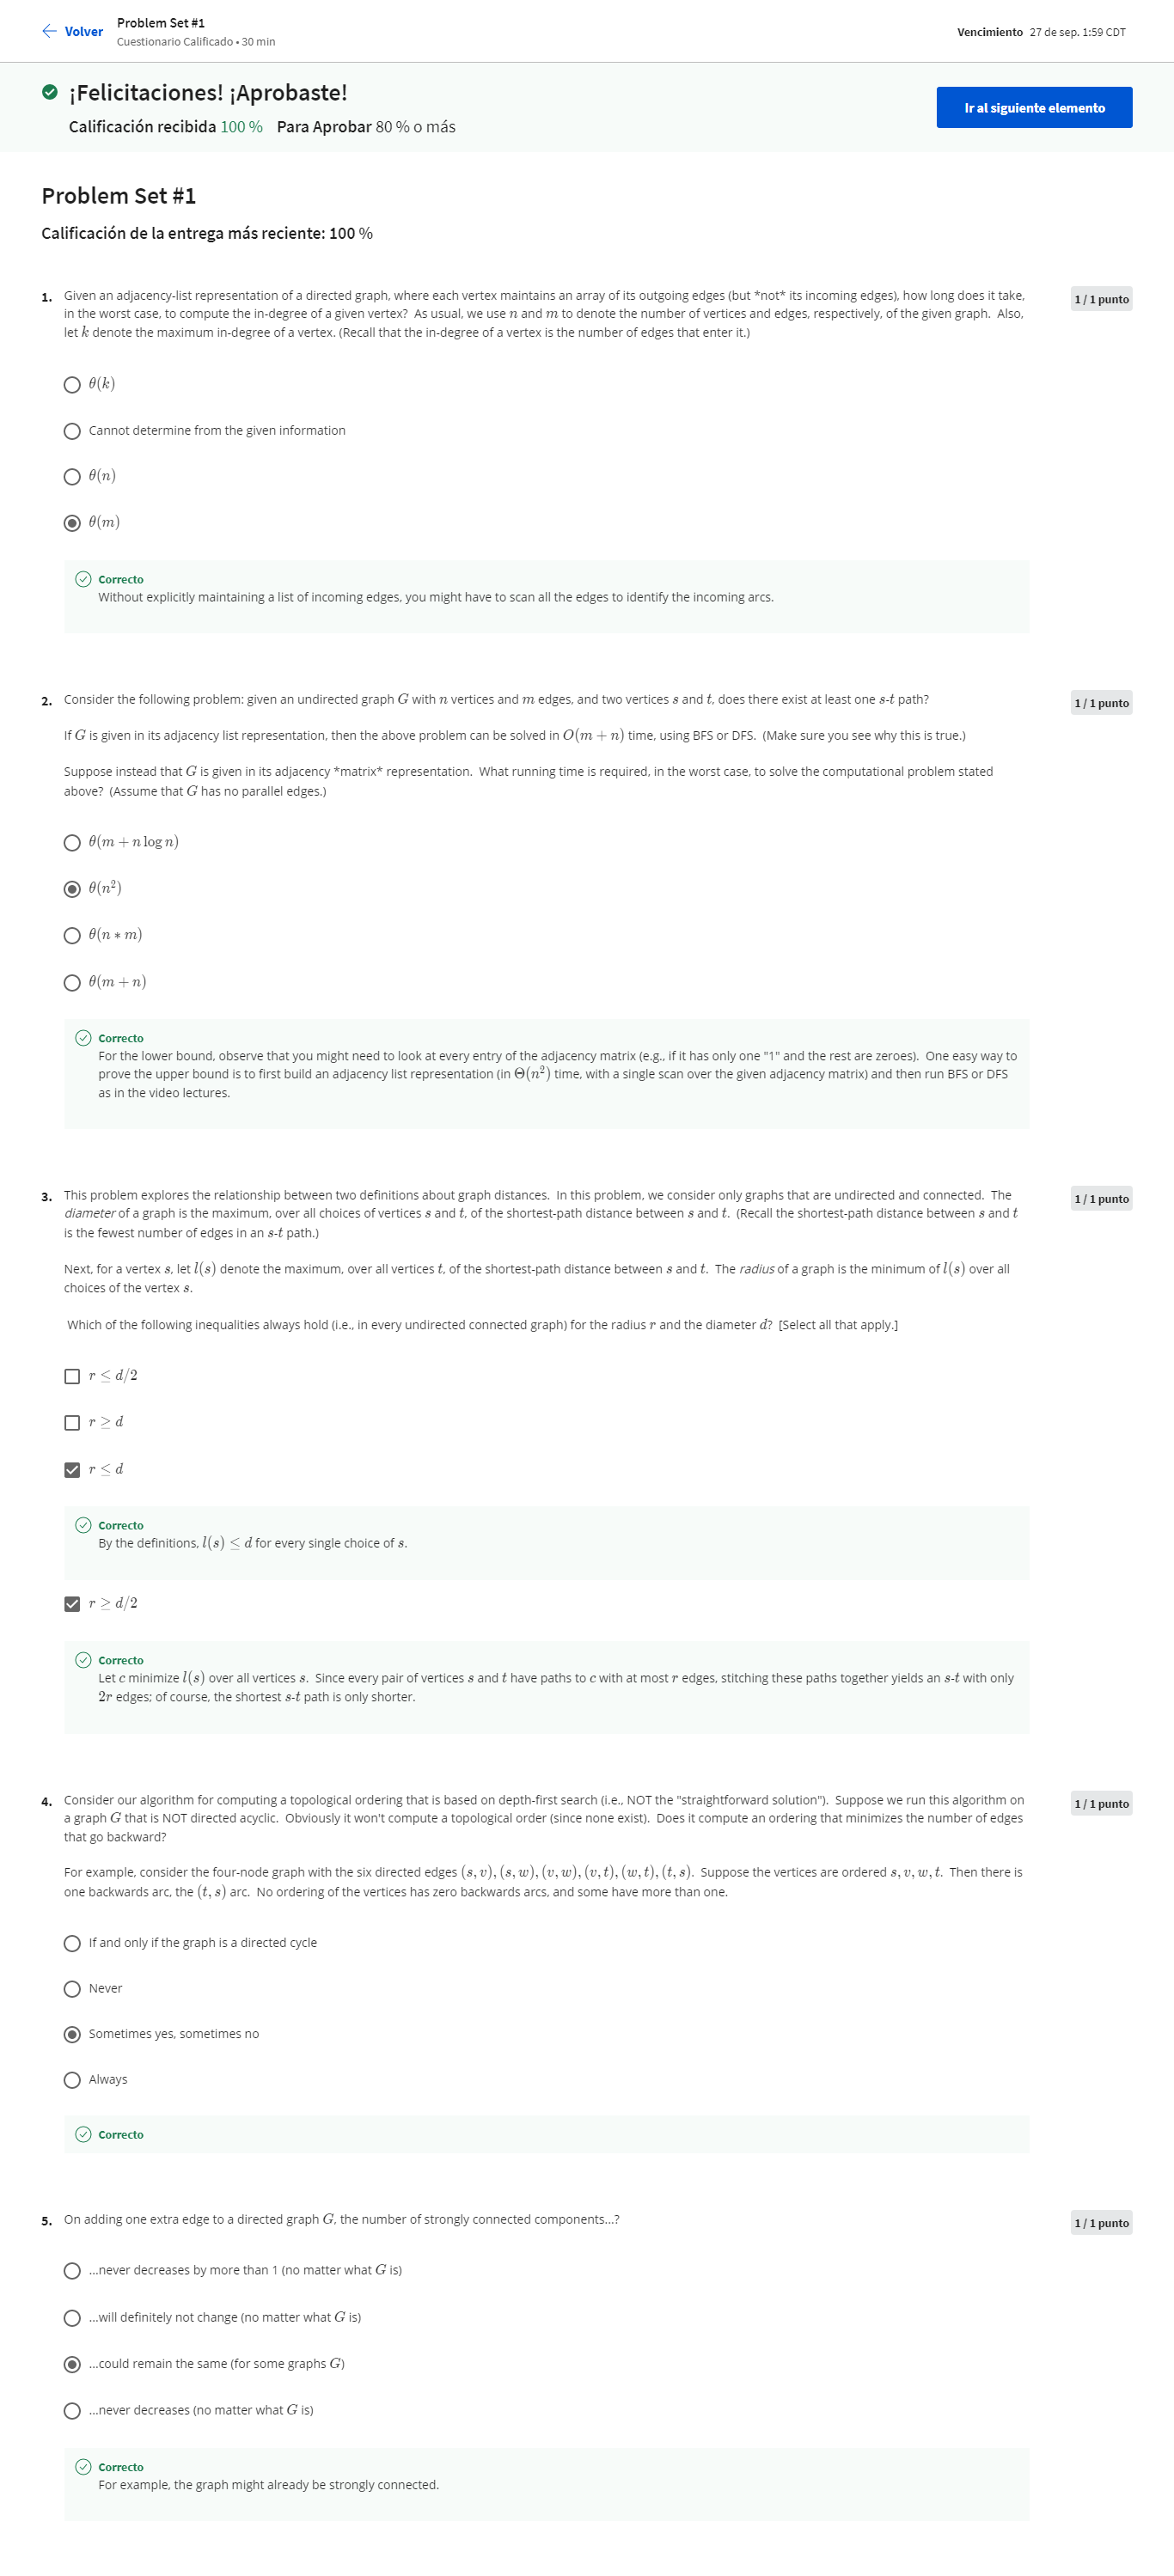 Volver
Problem Set #1
Cuestionario Calificado • 30 min
Vencimiento 27 de sep. 1:59 CDT
¡Felicitaciones! ¡Aprobaste!
Calificación recibida 100 % Para Aprobar 80 % o más
Ir al siguiente elemento
Problem Set #1
Calificación de la entrega más reciente: 100 %
1. Given an adjacency-list representation of a directed graph, where each vertex maintains an array of its outgoing edges (but *not* its incoming edges), how long does it take,
in the worst case, to compute the in-degree of a given vertex? As usual, we use n and m to denote the number of vertices and edges, respectively, of the given graph. Also,
let k denote the maximum in-degree of a vertex. (Recall that the in-degree of a vertex is the number of edges that enter it.)
1 / 1 punto
θ(k)
Cannot determine from the given information
θ(n)
θ(m)
Correcto
Without explicitly maintaining a list of incoming edges, you might have to scan all the edges to identify the incoming arcs.
2. Consider the following problem: given an undirected graph G with n vertices and m edges, and two vertices s and t, does there exist at least one s-t path?
1 / 1 punto
If G is given in its adjacency list representation, then the above problem can be solved in O(m + n) time, using BFS or DFS. (Make sure you see why this is true.)
Suppose instead that G is given in its adjacency *matrix* representation. What running time is required, in the worst case, to solve the computational problem stated
above? (Assume that G has no parallel edges.)
θ(m + n log n)
θ(n²)
θ(n ∗ m)
θ(m + n)
Correcto
For the lower bound, observe that you might need to look at every entry of the adjacency matrix (e.g., if it has only one "1" and the rest are zeroes). One easy way to
prove the upper bound is to first build an adjacency list representation (in Θ(n²) time, with a single scan over the given adjacency matrix) and then run BFS or DFS
as in the video lectures.
3. This problem explores the relationship between two definitions about graph distances. In this problem, we consider only graphs that are undirected and connected. The
diameter of a graph is the maximum, over all choices of vertices s and t, of the shortest-path distance between s and t. (Recall the shortest-path distance between s and t
is the fewest number of edges in an s-t path.)
1 / 1 punto
Next, for a vertex s, let l(s) denote the maximum, over all vertices t, of the shortest-path distance between s and t. The radius of a graph is the minimum of l(s) over all
choices of the vertex s.
Which of the following inequalities always hold (i.e., in every undirected connected graph) for the radius r and the diameter d? [Select all that apply.]
r ≤ d/2
r ≥ d
r ≤ d
Correcto
By the definitions, l(s) ≤ d for every single choice of s.
r ≥ d/2
Correcto
Let c minimize l(s) over all vertices s. Since every pair of vertices s and t have paths to c with at most r edges, stitching these paths together yields an s-t with only
2r edges; of course, the shortest s-t path is only shorter.
4. Consider our algorithm for computing a topological ordering that is based on depth-first search (i.e., NOT the "straightforward solution"). Suppose we run this algorithm on
a graph G that is NOT directed acyclic. Obviously it won't compute a topological order (since none exist). Does it compute an ordering that minimizes the number of edges
that go backward?
1 / 1 punto
For example, consider the four-node graph with the six directed edges (s, v), (s, w), (v, w), (v, t), (w, t), (t, s). Suppose the vertices are ordered s, v, w, t. Then there is
one backwards arc, the (t, s) arc. No ordering of the vertices has zero backwards arcs, and some have more than one.
If and only if the graph is a directed cycle
Never
Sometimes yes, sometimes no
Always
Correcto
5. On adding one extra edge to a directed graph G, the number of strongly connected components...?
1 / 1 punto
...never decreases by more than 1 (no matter what G is)
...will definitely not change (no matter what G is)
...could remain the same (for some graphs G)
...never decreases (no matter what G is)
Correcto
For example, the graph might already be strongly connected.